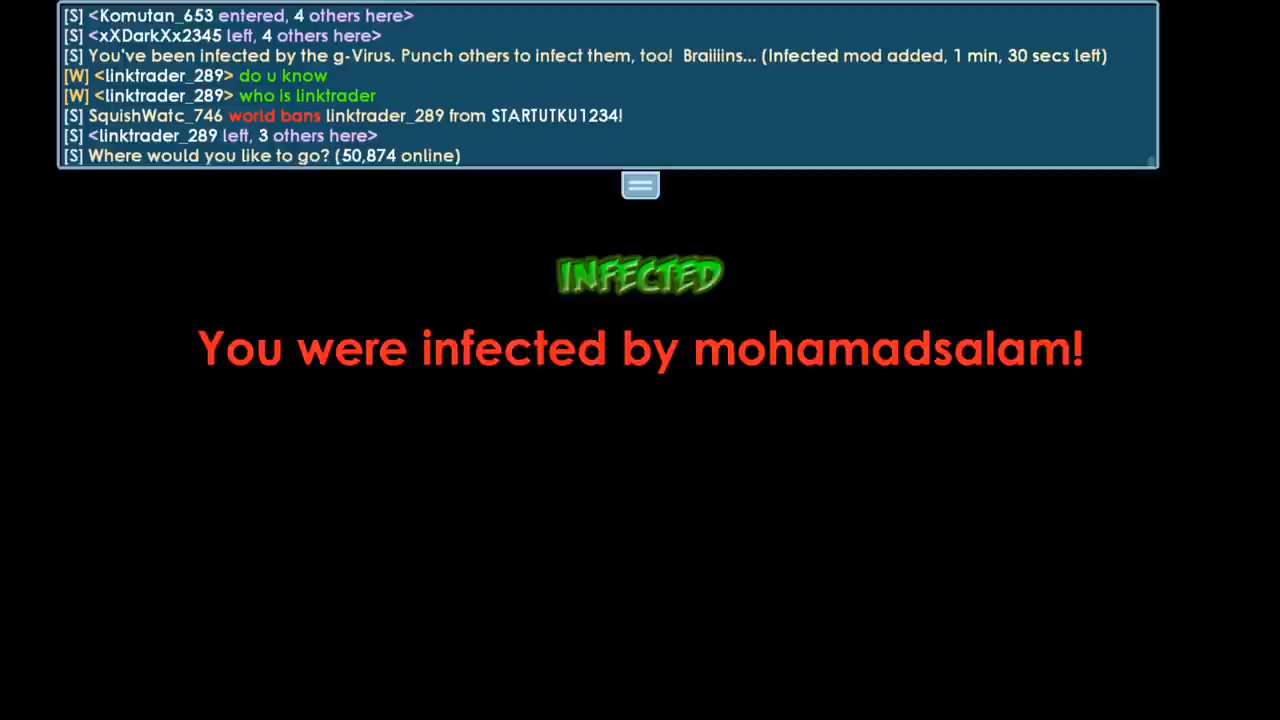 [S] <Komutan_653 entered, 4 others here>
[S] <xXDarkXx2345 left, 4 others here>
[S] You've been infected by the g-Virus. Punch others to infect them, too!  Braiiiins... (Infected mod added, 1 min, 30 secs left)
[W] <linktrader_289> do u know
[W] <linktrader_289> who is linktrader
[S] SquishWatc_746 world bans linktrader_289 from STARTUTKU1234!
[S] <linktrader_289 left, 3 others here>
[S] Where would you like to go? (50,874 online)
INFECTED
You were infected by mohamadsalam!